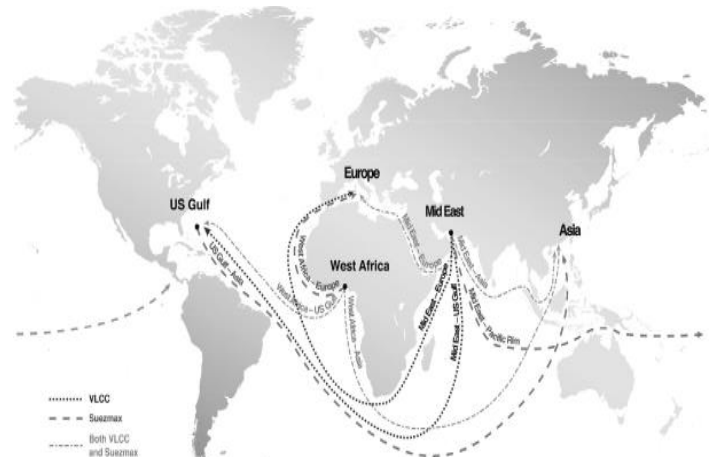 Europe
US Gulf
Mid East
Asia
West Africa
West Africa – Europe
Mid East – Europe
Mid East – Asia
US Gulf – Asia
West Africa – US Gulf
West Africa – Asia
Mid East – Europe
Mid East – US Gulf
Mid East – Pacific Rim
VLCC
Suezmax
Both VLCC
and Suezmax